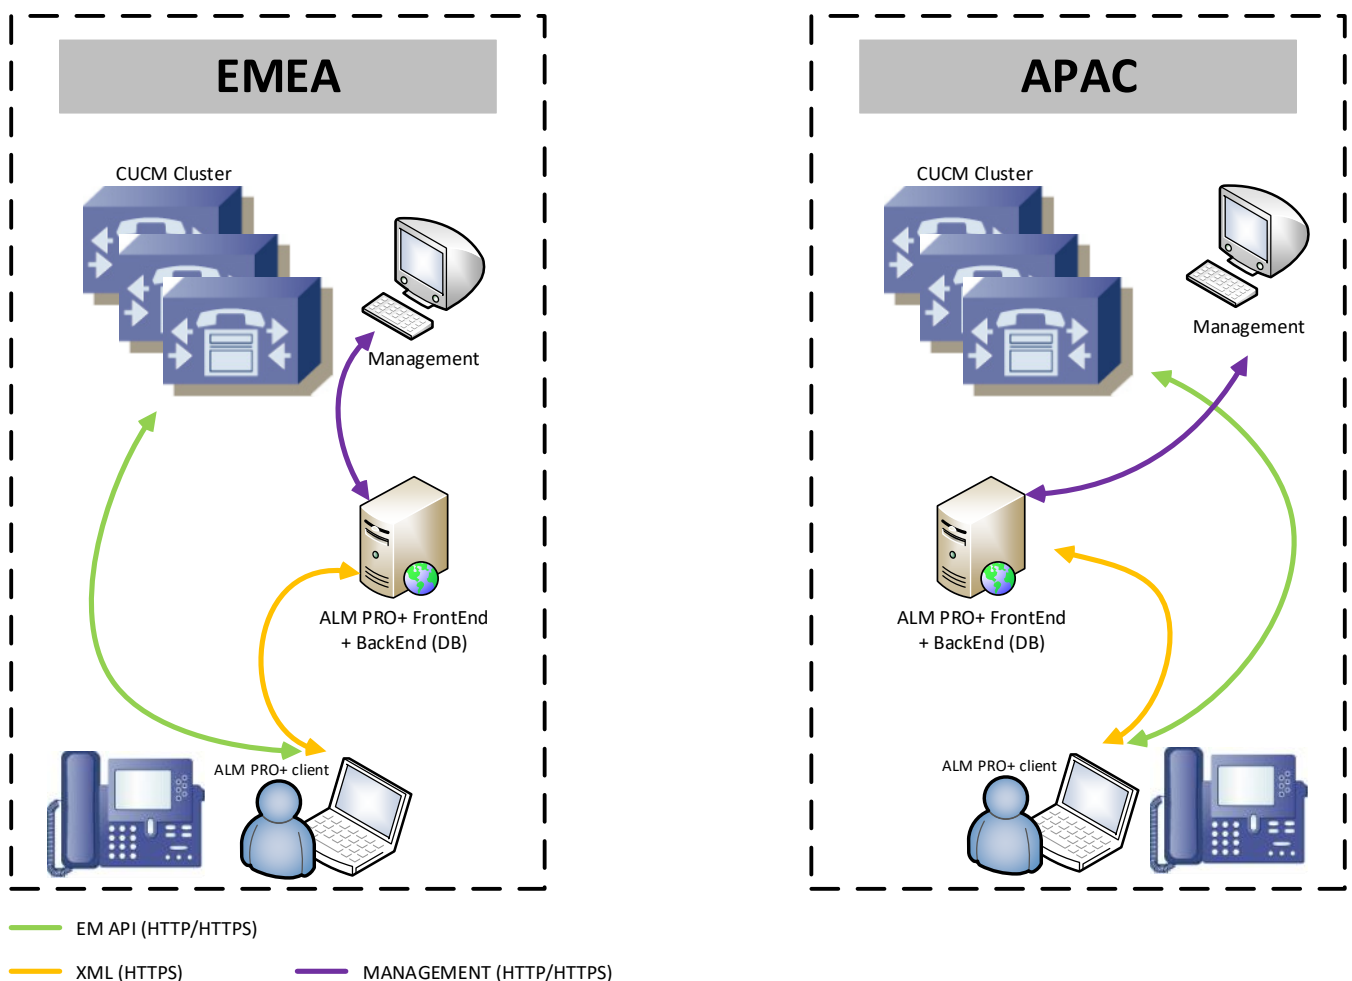 EMEA
CUCM Cluster
Management
ALM PRO+ FrontEnd
+ BackEnd (DB)
ALM PRO+ client
APAC
CUCM Cluster
Management
ALM PRO+ FrontEnd
+ BackEnd (DB)
ALM PRO+ client
EM API (HTTP/HTTPS)
XML (HTTPS)
MANAGEMENT (HTTP/HTTPS)